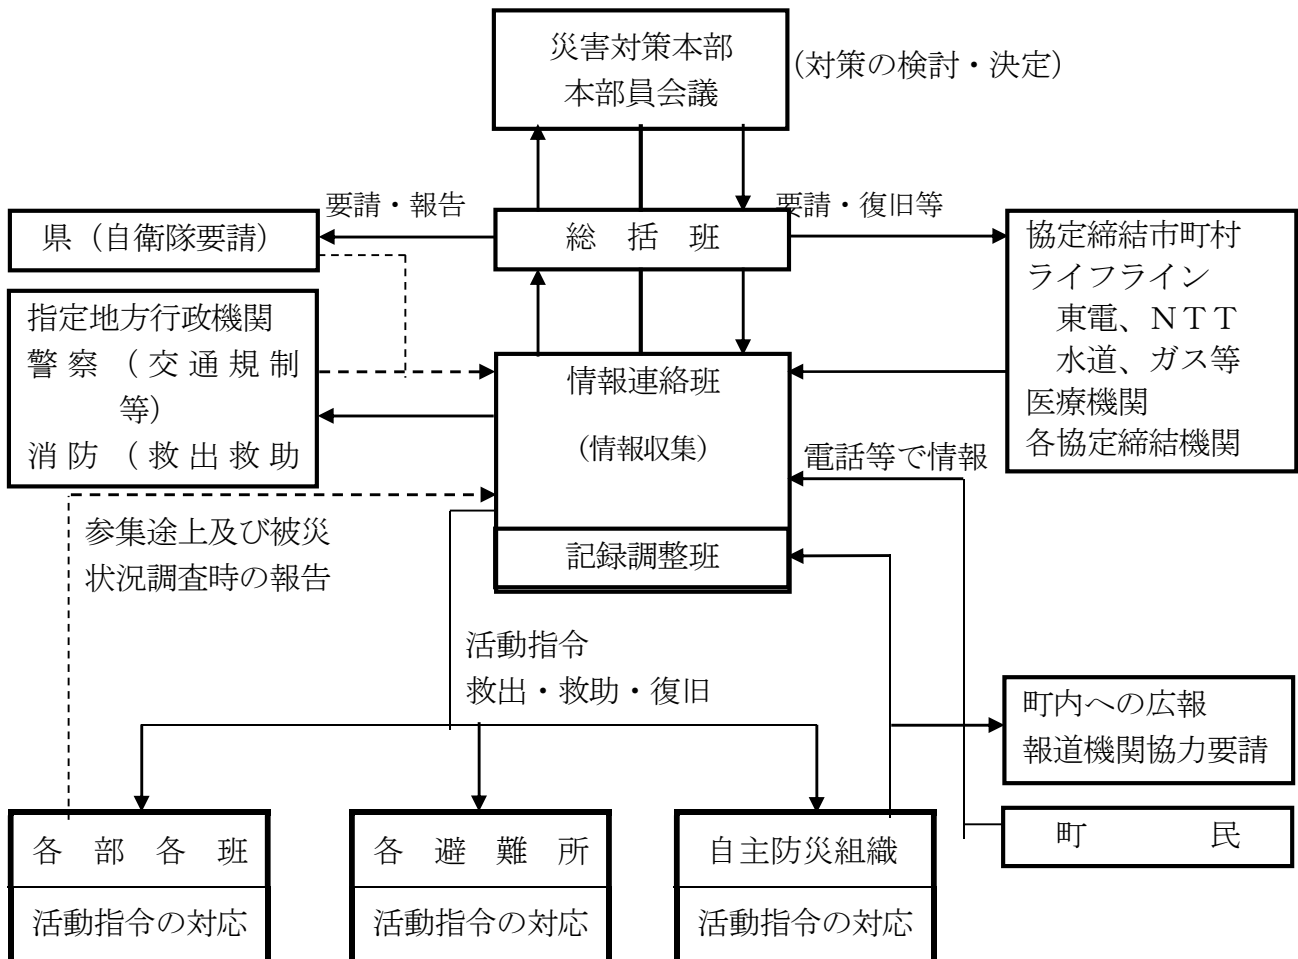 災害対策本部
本部員会議
(対策の検討・決定)
要請・報告
要請・復旧等
県(自衛隊要請)
総　括　班
協定締結市町村
ライフライン
東電、ＮＴＴ
水道、ガス等
医療機関
各協定締結機関
指定地方行政機関
警察（交通規制
等）
消防（救出救助
情報連絡班
(情報収集)
電話等で情報
参集途上及び被災
状況調査時の報告
記録調整班
活動指令
救出・救助・復旧
町内への広報
報道機関協力要請
町　　　民
各　部　各　班
活動指令の対応
各　避　難　所
活動指令の対応
自主防災組織
活動指令の対応